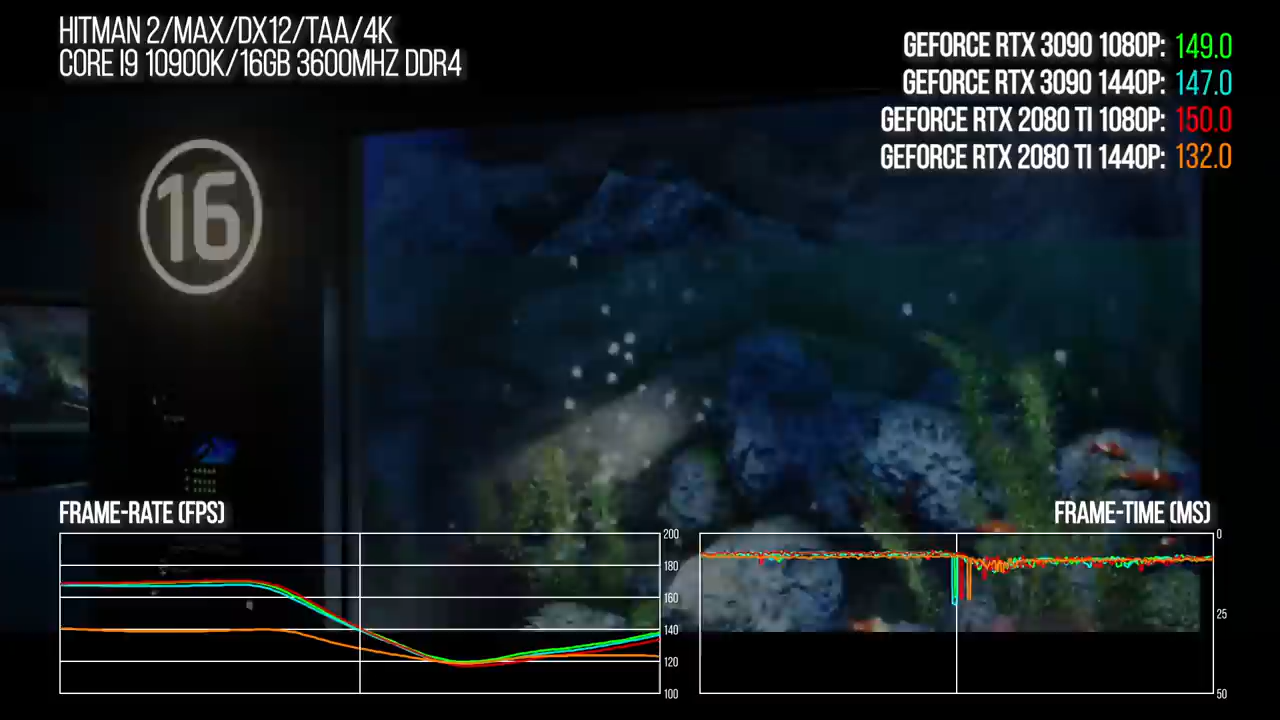 HITMAN 2/MAX/DX12/TAA/4K
CORE I9 10900K/16GB 3600MHZ DDR4
GEFORCE RTX 3090 1080P: 149.0
GEFORCE RTX 3090 1440P: 147.0
GEFORCE RTX 2080 TI 1080P: 150.0
GEFORCE RTX 2080 TI 1440P: 132.0
16
FRAME-RATE (FPS)
200
180
160
140
120
100
FRAME-TIME (MS)
0
25
50